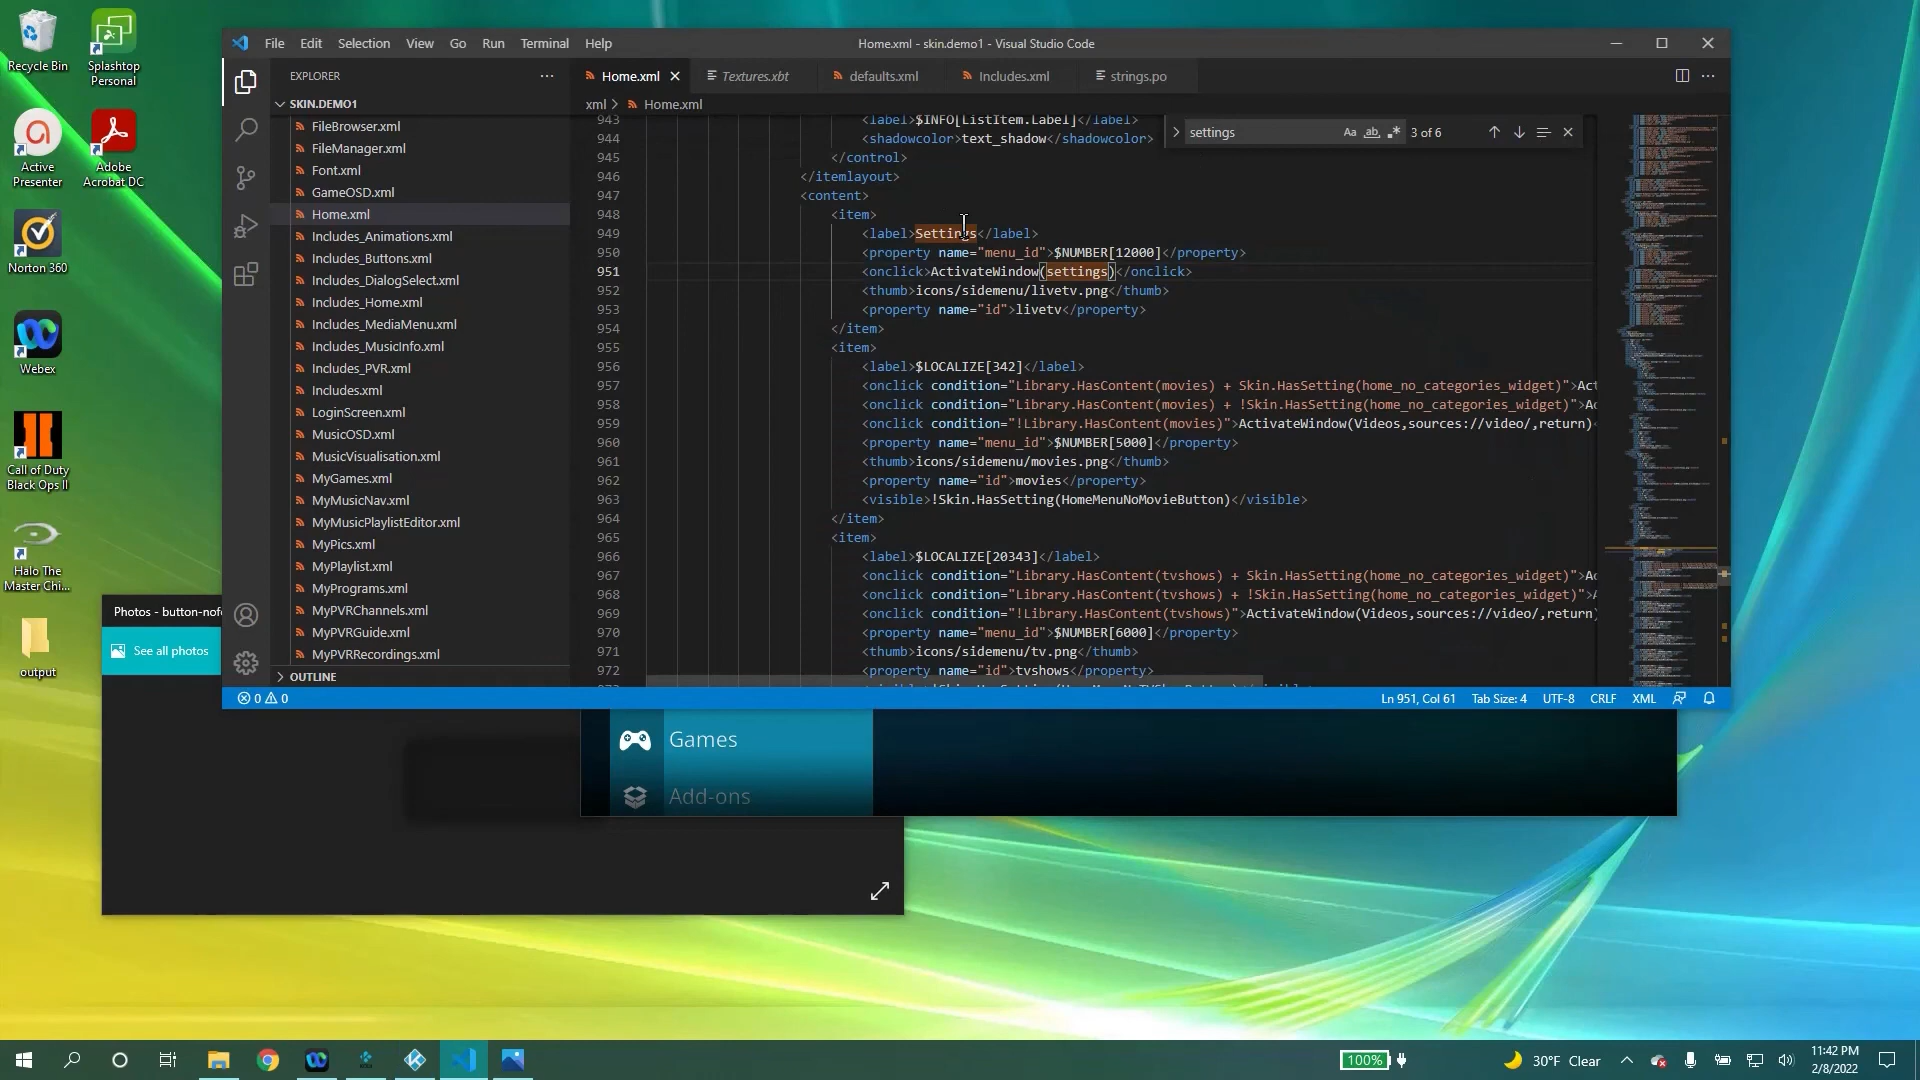 Recycle Bin
Splashtop
Personal
Active
Presenter
Adobe
Acrobat DC
Norton 360
Webex
Call of Duty
Black Ops II
Halo The
Master Chi...
output
File Edit Selection View Go Run Terminal Help
Home.xml - skin.demo1 - Visual Studio Code
EXPLORER
SKIN.DEMO1
FileBrowser.xml
FileManager.xml
Font.xml
GameOSD.xml
Home.xml
Includes_Animations.xml
Includes_Buttons.xml
Includes_DialogSelect.xml
Includes_Home.xml
Includes_MediaMenu.xml
Includes_MusicInfo.xml
Includes_PVR.xml
Includes.xml
LoginScreen.xml
MusicOSD.xml
MusicVisualisation.xml
MyGames.xml
MyMusicNav.xml
MyMusicPlaylistEditor.xml
MyPics.xml
MyPlaylist.xml
MyPrograms.xml
MyPVRChannels.xml
MyPVRGuide.xml
MyPVRRecordings.xml
OUTLINE
Home.xml Textures.xbt defaults.xml Includes.xml strings.po
xml > Home.xml
settings Aa ab 3 of 6
943 <label>$INFO[ListItem.Label]</label>
944 <shadowcolor>text_shadow</shadowcolor>
945 </control>
946 </itemlayout>
947 <content>
948 <item>
949 <label>Settings</label>
950 <property name="menu_id">$NUMBER[12000]</property>
951 <onclick>ActivateWindow(settings)</onclick>
952 <thumb>icons/sidemenu/livetv.png</thumb>
953 <property name="id">livetv</property>
954 </item>
955 <item>
956 <label>$LOCALIZE[342]</label>
957 <onclick condition="Library.HasContent(movies) + Skin.HasSetting(home_no_categories_widget)">Act
958 <onclick condition="Library.HasContent(movies) + !Skin.HasSetting(home_no_categories_widget)">A
959 <onclick condition="!Library.HasContent(movies)">ActivateWindow(Videos,sources://video/,return)
960 <property name="menu_id">$NUMBER[5000]</property>
961 <thumb>icons/sidemenu/movies.png</thumb>
962 <property name="id">movies</property>
963 <visible>!Skin.HasSetting(HomeMenuNoMovieButton)</visible>
964 </item>
965 <item>
966 <label>$LOCALIZE[20343]</label>
967 <onclick condition="Library.HasContent(tvshows) + Skin.HasSetting(home_no_categories_widget)">A
968 <onclick condition="Library.HasContent(tvshows) + !Skin.HasSetting(home_no_categories_widget)">
969 <onclick condition="!Library.HasContent(tvshows)">ActivateWindow(Videos,sources://video/,return)
970 <property name="menu_id">$NUMBER[6000]</property>
971 <thumb>icons/sidemenu/tv.png</thumb>
972 <property name="id">tvshows</property>
0 0
Ln 951, Col 61 Tab Size: 4 UTF-8 CRLF XML
Photos - button-nofo
See all photos
Games
Add-ons
100%
30°F Clear
11:42 PM
2/8/2022